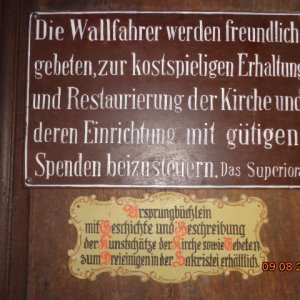 Die Wallfahrer werden freundlich
gebeten, zur kostspieligen Erhaltung
und Restaurierung der Kirche und
deren Einrichtung mit gütigen
Spenden beizusteuern. Das Superiora
Ursprungbüchlein
mit Geschichte und Beschreibung
der Kunstschätze der Kirche sowie Gebeten
zum Dreieinigen in der Sakristei erhältlich.
09 08 2